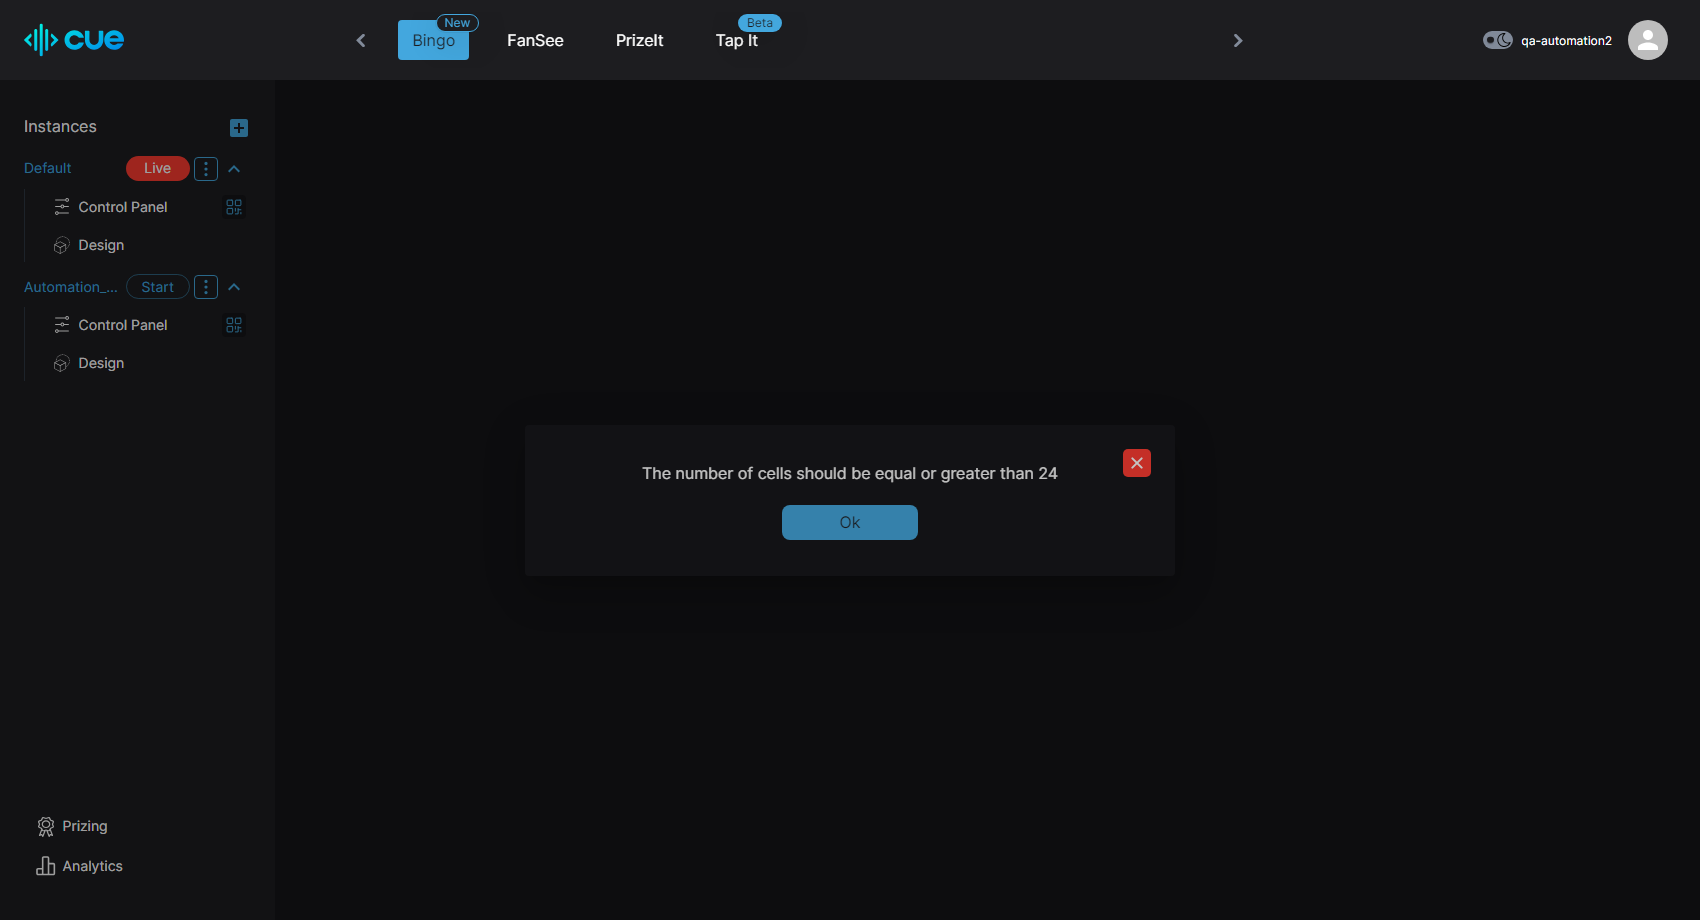 cue
Bingo
New
FanSee
PrizeIt
Tap It
Beta
qa-automation2
Instances
Default
Live
Control Panel
Design
Automation_...
Start
Control Panel
Design
The number of cells should be equal or greater than 24
Ok
Prizing
Analytics